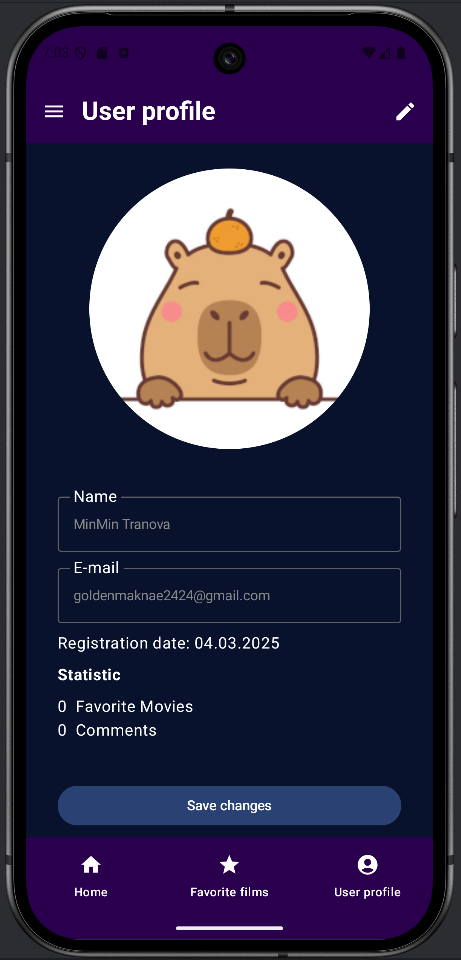 7:03
User profile
Name
MinMin Tranova
E-mail
goldenmaknae2424@gmail.com
Registration date: 04.03.2025
Statistic
0 Favorite Movies
0 Comments
Save changes
Home
Favorite films
User profile